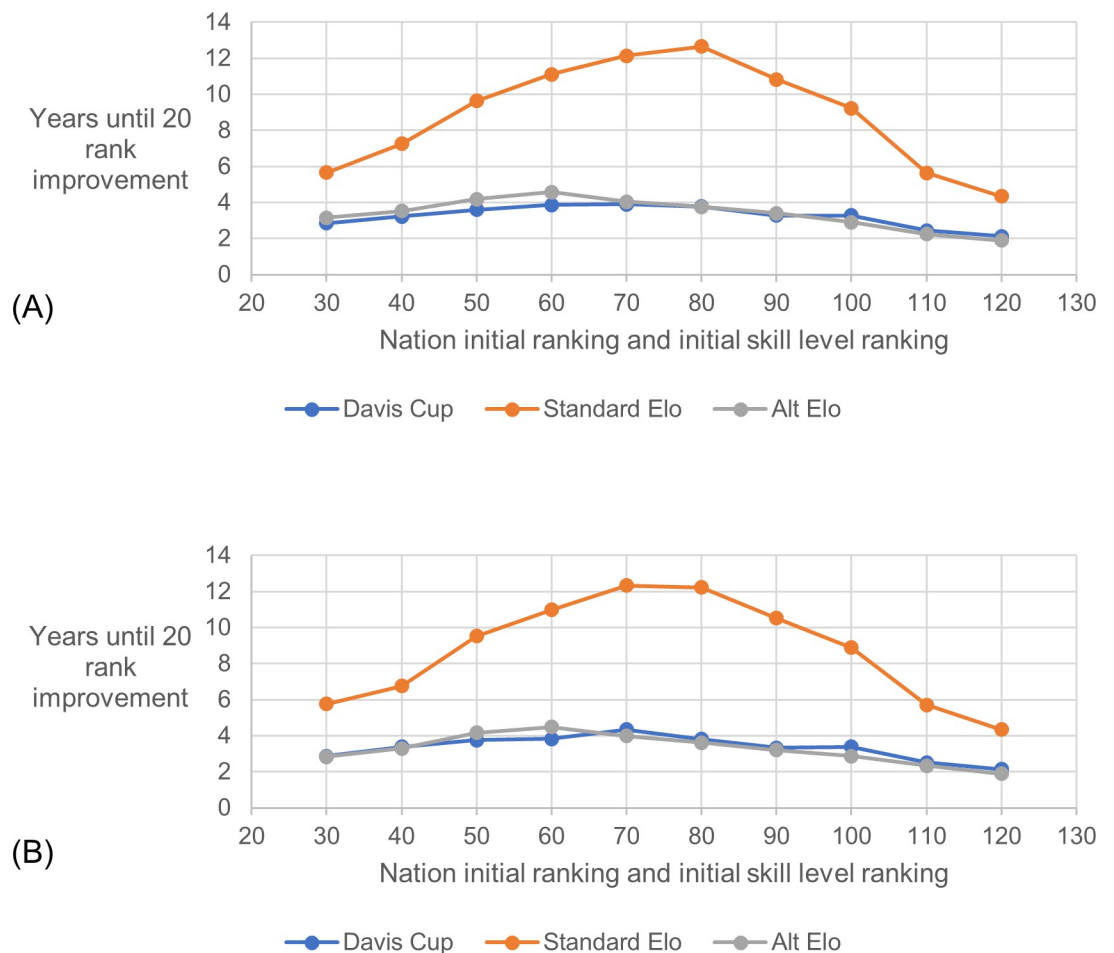 14
12
10
8
6
4
2
0
Years until 20
rank
improvement
20 30 40 50 60 70 80 90 100 110 120 130
(A)
Nation initial ranking and initial skill level ranking
Davis Cup Standard Elo Alt Elo
14
12
10
8
6
4
2
0
Years until 20
rank
improvement
20 30 40 50 60 70 80 90 100 110 120 130
(B)
Nation initial ranking and initial skill level ranking
Davis Cup Standard Elo Alt Elo